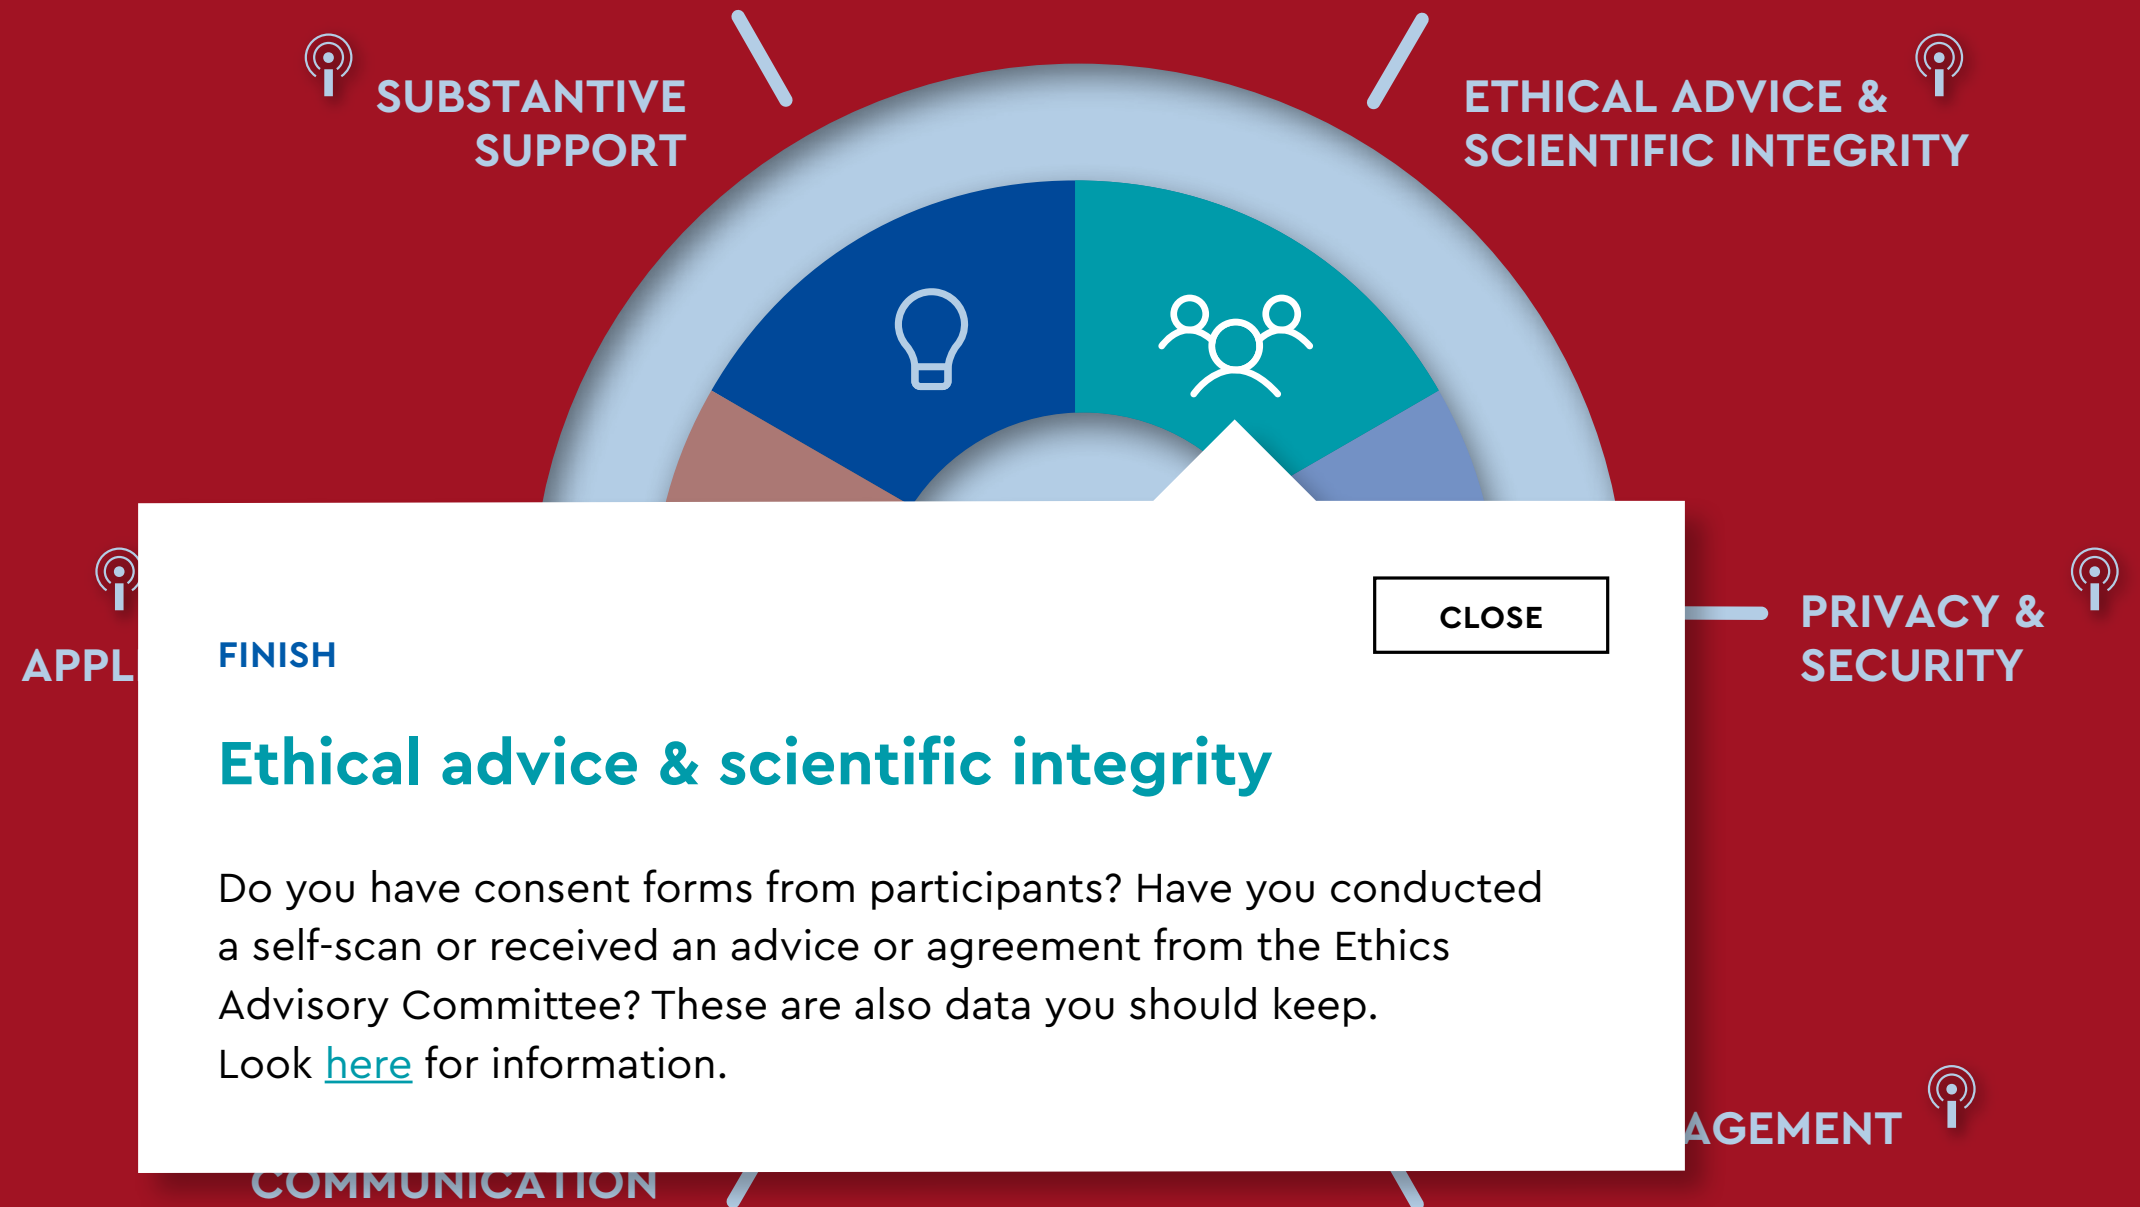 SUBSTANTIVE
SUPPORT
ETHICAL ADVICE &
SCIENTIFIC INTEGRITY
PRIVACY &
SECURITY
CLOSE
FINISH
Ethical advice & scientific integrity
Do you have consent forms from participants? Have you conducted
a self-scan or received an advice or agreement from the Ethics
Advisory Committee? These are also data you should keep.
Look here for information.
COMMUNICATION